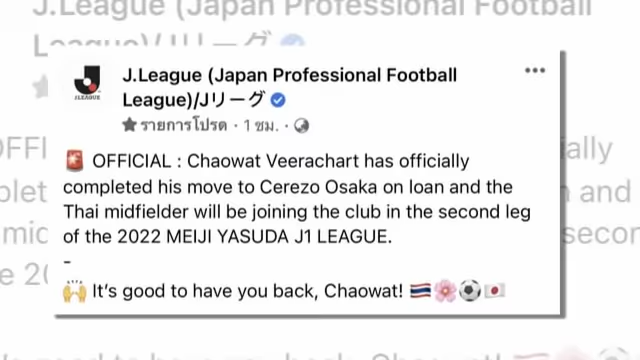 J.League (Japan Professional Football
League)/Jリーグ
J.LEAGUE
รายการโปรด · 1 ชม. ·
🚨 OFFICIAL : Chaowat Veerachart has officially
completed his move to Cerezo Osaka on loan and the
Thai midfielder will be joining the club in the second leg
of the 2022 MEIJI YASUDA J1 LEAGUE.
-
🙌 It's good to have you back, Chaowat! 🇹🇭🌸⚽🇯🇵